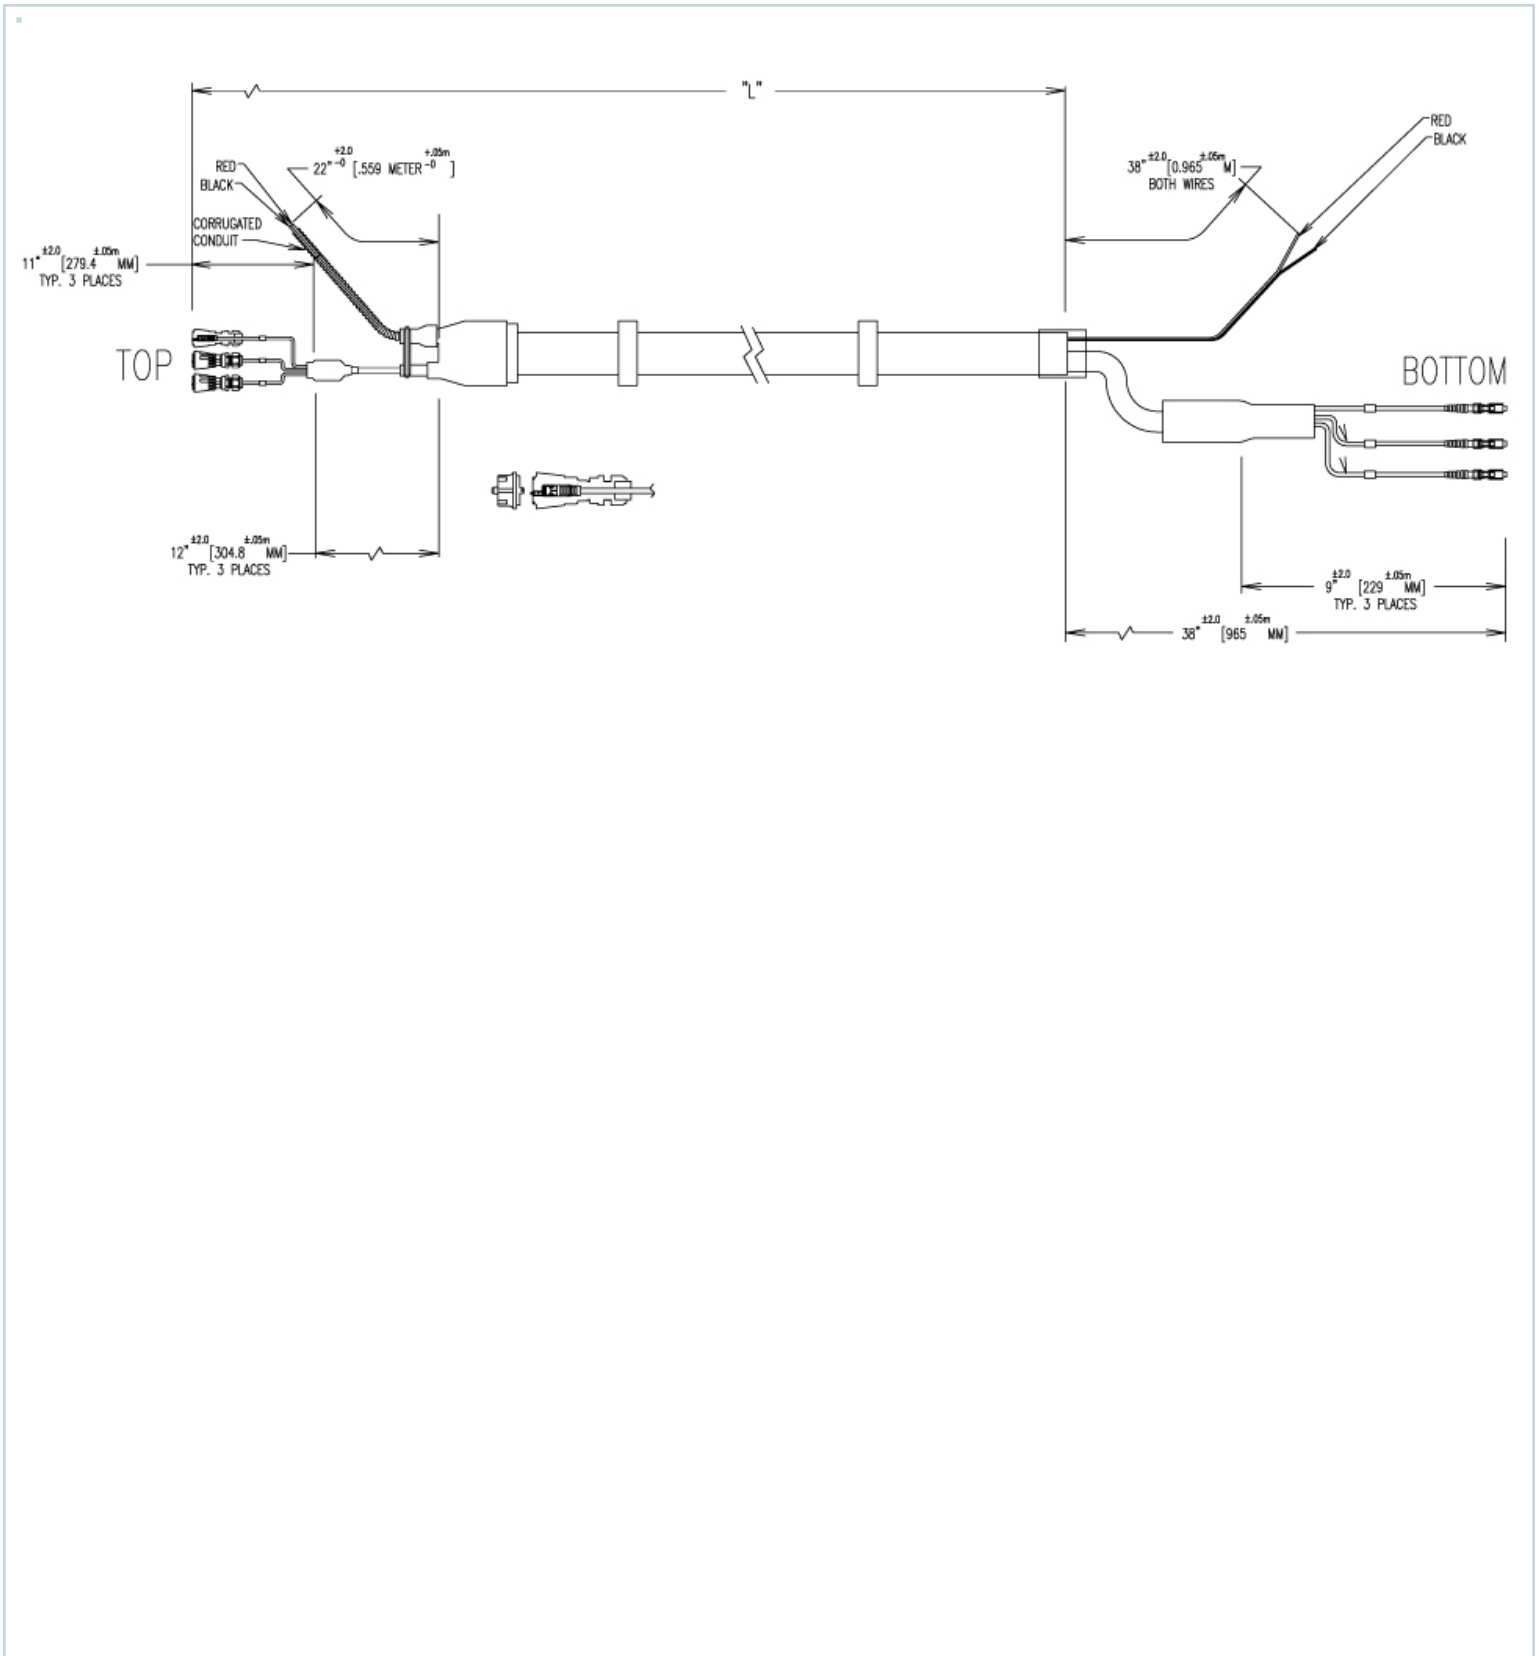 "L"
+2.0 +.05m
22" -0 [.559 METER -0 ]
RED
BLACK
CORRUGATED
CONDUIT
±2.0 ±.05m
11" [279.4 MM]
TYP. 3 PLACES
±2.0 ±.05m
38" [0.965 M]
BOTH WIRES
RED
BLACK
TOP
BOTTOM
±2.0 ±.05m
12" [304.8 MM]
TYP. 3 PLACES
±2.0 ±.05m
9" [229 MM]
TYP. 3 PLACES
±2.0 ±.05m
38" [965 MM]